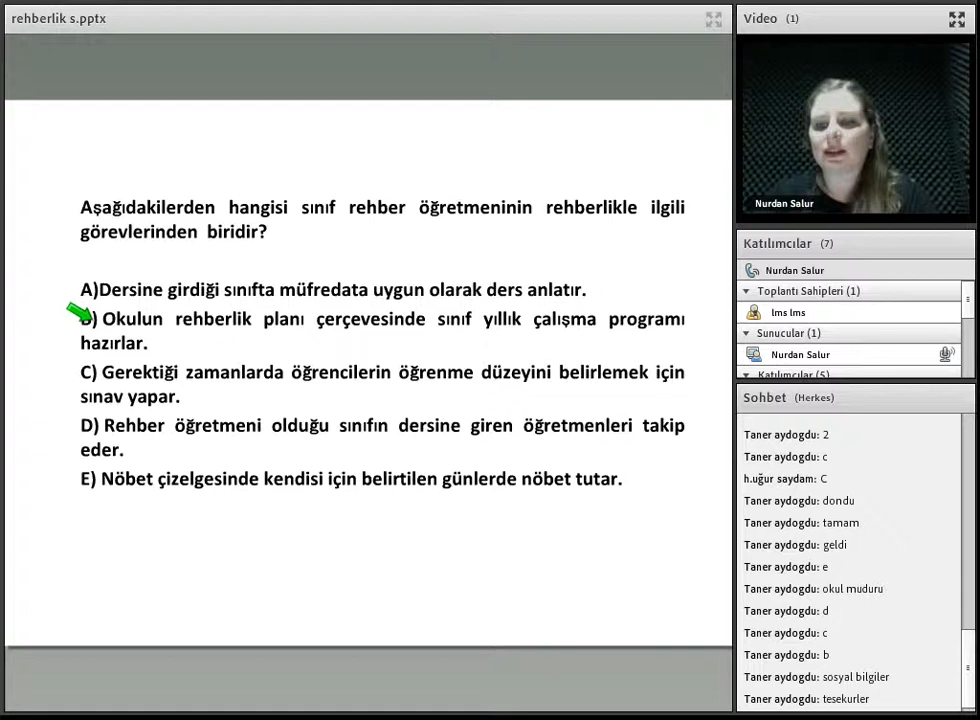 rehberlik s.pptx
Aşağıdakilerden hangisi sınıf rehber öğretmeninin rehberlikle ilgili
görevlerinden biridir?
A)Dersine girdiği sınıfta müfredata uygun olarak ders anlatır.
B) Okulun rehberlik planı çerçevesinde sınıf yıllık çalışma programı
hazırlar.
C) Gerektiği zamanlarda öğrencilerin öğrenme düzeyini belirlemek için
sınav yapar.
D) Rehber öğretmeni olduğu sınıfın dersine giren öğretmenleri takip
eder.
E) Nöbet çizelgesinde kendisi için belirtilen günlerde nöbet tutar.
Video (1)
Nurdan Salur
Katılımcılar (7)
Nurdan Salur
Toplantı Sahipleri (1)
lms lms
Sunucular (1)
Nurdan Salur
Katılımcılar (5)
Sohbet (Herkes)
Taner aydogdu: 2
Taner aydogdu: c
h.uğur saydam: C
Taner aydogdu: dondu
Taner aydogdu: tamam
Taner aydogdu: geldi
Taner aydogdu: e
Taner aydogdu: okul muduru
Taner aydogdu: d
Taner aydogdu: c
Taner aydogdu: b
Taner aydogdu: sosyal bilgiler
Taner aydogdu: tesekurler